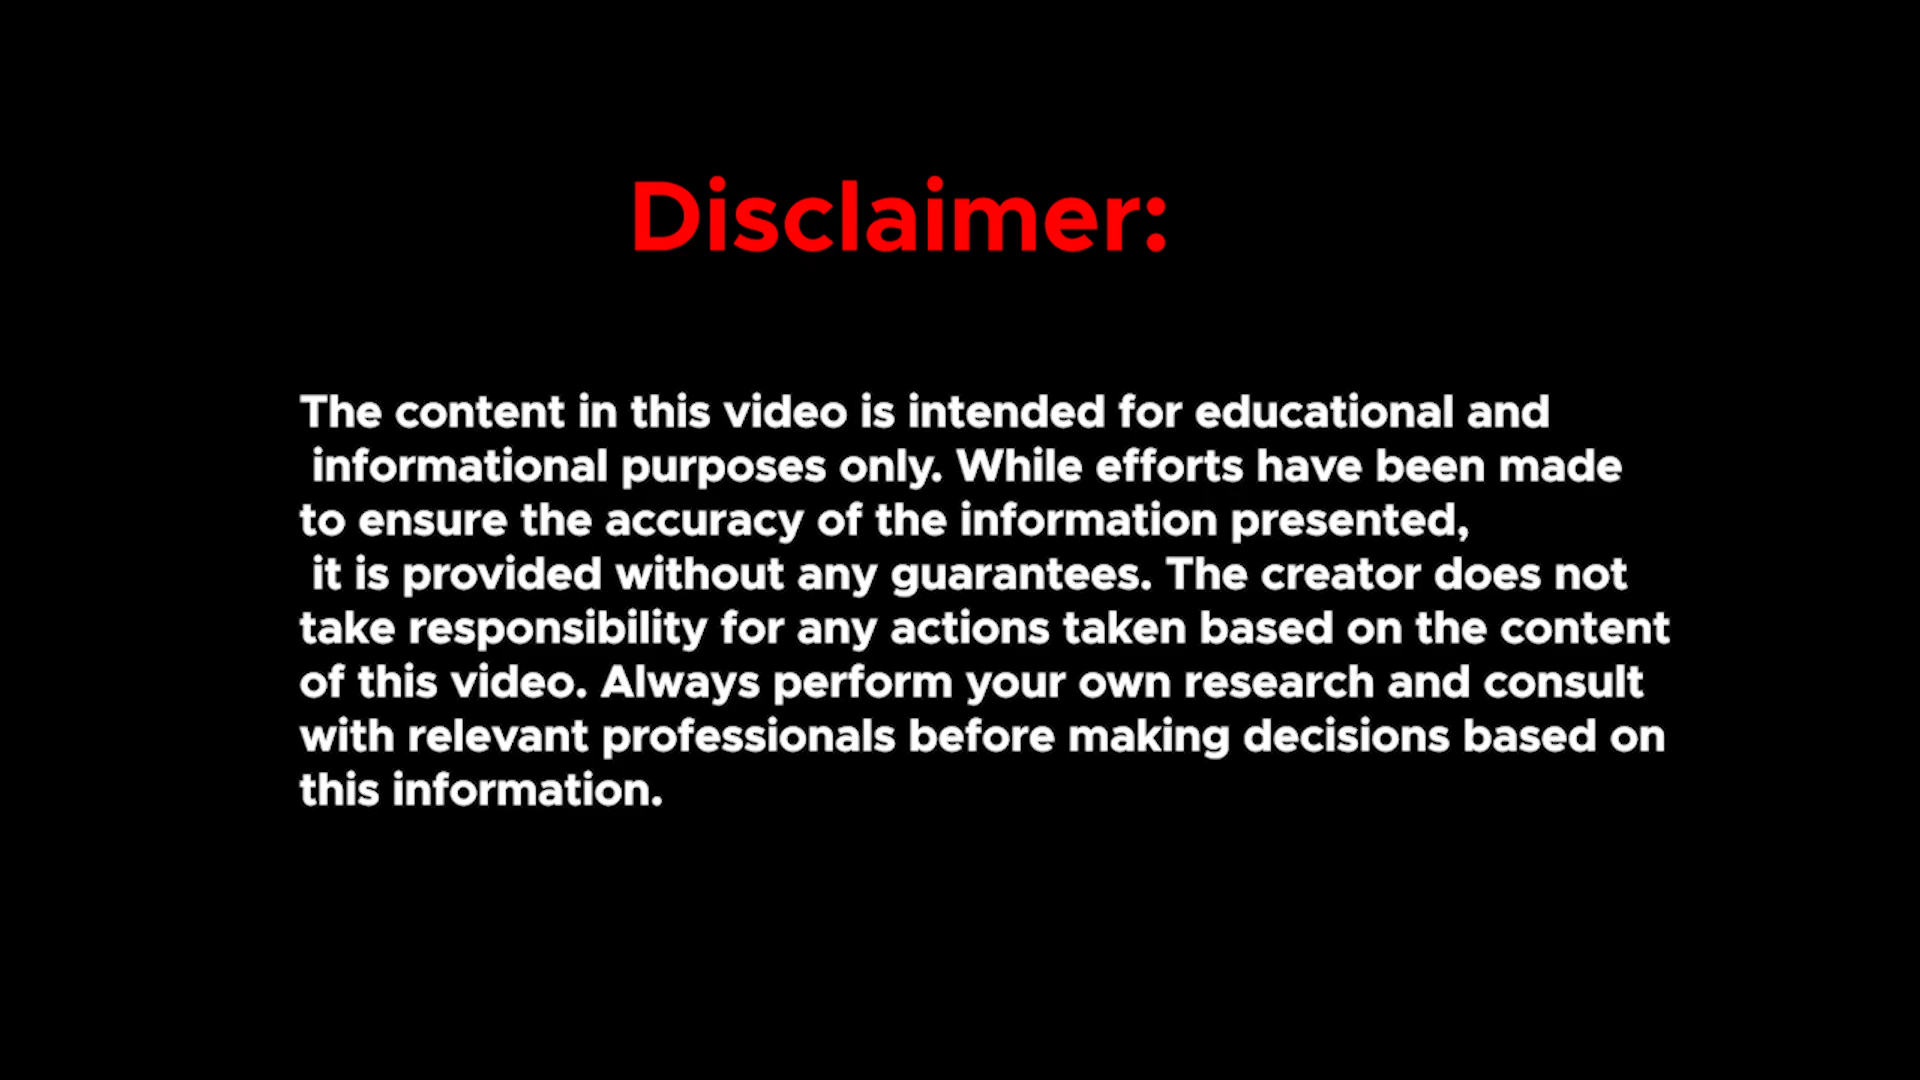 Disclaimer:
The content in this video is intended for educational and
informational purposes only. While efforts have been made
to ensure the accuracy of the information presented,
it is provided without any guarantees. The creator does not
take responsibility for any actions taken based on the content
of this video. Always perform your own research and consult
with relevant professionals before making decisions based on
this information.